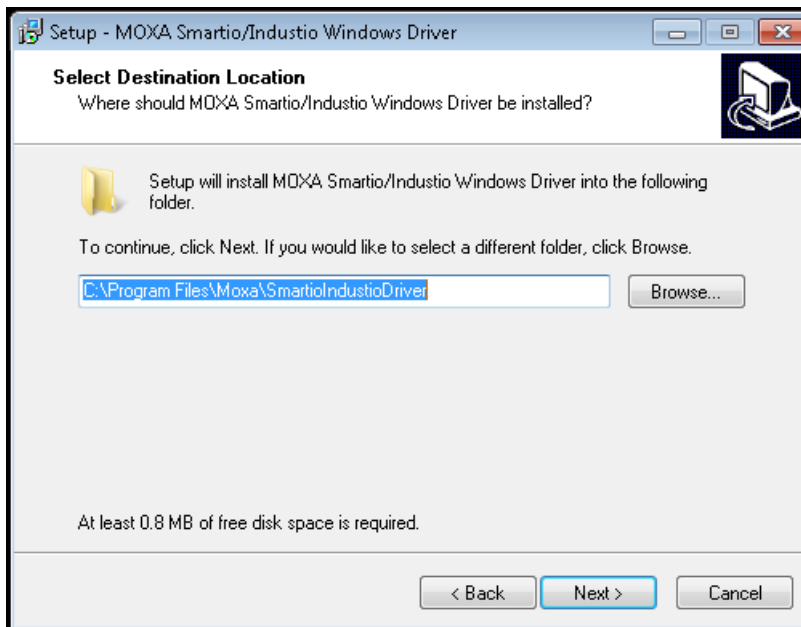 Setup - MOXA Smartio/Industio Windows Driver
Select Destination Location
Where should MOXA Smartio/Industio Windows Driver be installed?
Setup will install MOXA Smartio/Industio Windows Driver into the following
folder.
To continue, click Next. If you would like to select a different folder, click Browse.
C:\Program Files\Moxa\SmartioIndustioDriver
Browse...
At least 0.8 MB of free disk space is required.
< Back
Next >
Cancel